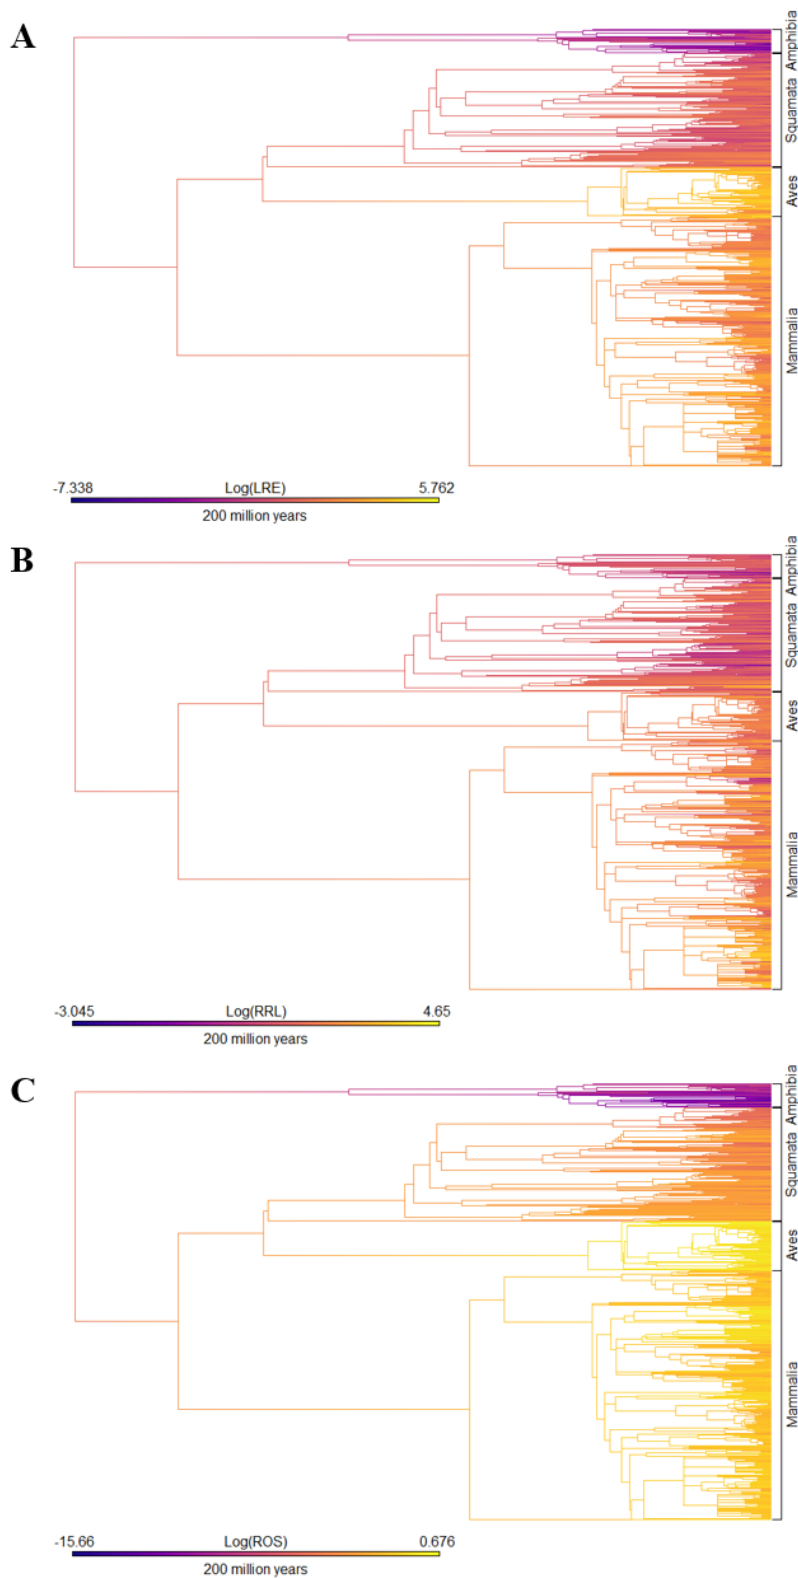 A
Amphibia
Squamata
Aves
Mammalia
-7.338 Log(LRE) 5.762
200 million years
B
Amphibia
Squamata
Aves
Mammalia
-3.045 Log(RRL) 4.65
200 million years
C
Amphibia
Squamata
Aves
Mammalia
-15.66 Log(ROS) 0.676
200 million years